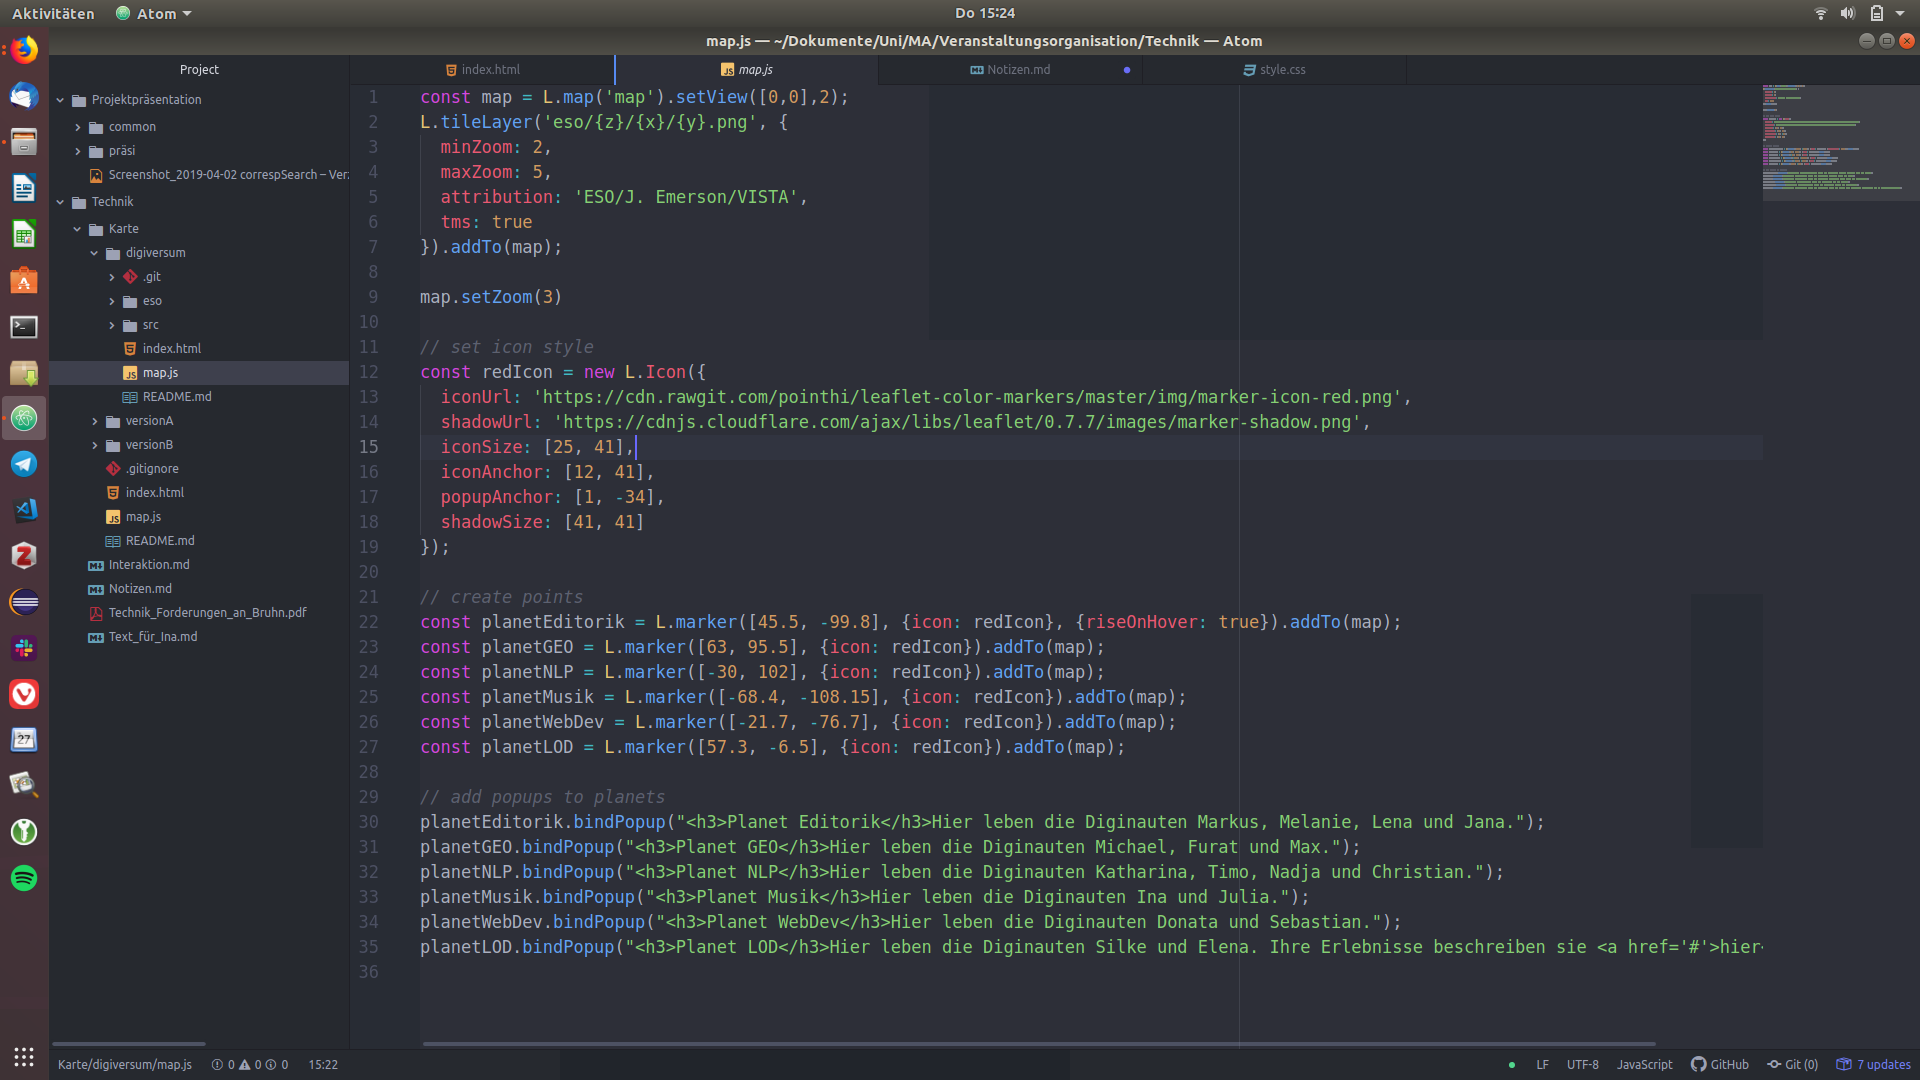 Aktivitäten
Atom
Do 15:24
map.js — ~/Dokumente/Uni/MA/Veranstaltungsorganisation/Technik — Atom
Project
index.html
map.js
Notizen.md
style.css
Projektpräsentation
common
präsi
Screenshot_2019-04-02 correspSearch – Ver
Technik
Karte
digiversum
.git
eso
src
index.html
map.js
README.md
versionA
versionB
.gitignore
index.html
map.js
README.md
Interaktion.md
Notizen.md
Technik_Forderungen_an_Bruhn.pdf
Text_für_Ina.md
27
1 const map = L.map('map').setView([0,0],2);
2 L.tileLayer('eso/{z}/{x}/{y}.png', {
3 minZoom: 2,
4 maxZoom: 5,
5 attribution: 'ESO/J. Emerson/VISTA',
6 tms: true
7 }).addTo(map);
8
9 map.setZoom(3)
10
11 // set icon style
12 const redIcon = new L.Icon({
13 iconUrl: 'https://cdn.rawgit.com/pointhi/leaflet-color-markers/master/img/marker-icon-red.png',
14 shadowUrl: 'https://cdnjs.cloudflare.com/ajax/libs/leaflet/0.7.7/images/marker-shadow.png',
15 iconSize: [25, 41],
16 iconAnchor: [12, 41],
17 popupAnchor: [1, -34],
18 shadowSize: [41, 41]
19 });
20
21 // create points
22 const planetEditorik = L.marker([45.5, -99.8], {icon: redIcon}, {riseOnHover: true}).addTo(map);
23 const planetGEO = L.marker([63, 95.5], {icon: redIcon}).addTo(map);
24 const planetNLP = L.marker([-30, 102], {icon: redIcon}).addTo(map);
25 const planetMusik = L.marker([-68.4, -108.15], {icon: redIcon}).addTo(map);
26 const planetWebDev = L.marker([-21.7, -76.7], {icon: redIcon}).addTo(map);
27 const planetLOD = L.marker([57.3, -6.5], {icon: redIcon}).addTo(map);
28
29 // add popups to planets
30 planetEditorik.bindPopup("<h3>Planet Editorik</h3>Hier leben die Diginauten Markus, Melanie, Lena und Jana.");
31 planetGEO.bindPopup("<h3>Planet GEO</h3>Hier leben die Diginauten Michael, Furat und Max.");
32 planetNLP.bindPopup("<h3>Planet NLP</h3>Hier leben die Diginauten Katharina, Timo, Nadja und Christian.");
33 planetMusik.bindPopup("<h3>Planet Musik</h3>Hier leben die Diginauten Ina und Julia.");
34 planetWebDev.bindPopup("<h3>Planet WebDev</h3>Hier leben die Diginauten Donata und Sebastian.");
35 planetLOD.bindPopup("<h3>Planet LOD</h3>Hier leben die Diginauten Silke und Elena. Ihre Erlebnisse beschreiben sie <a href='#'>hier
36
Karte/digiversum/map.js
0 0 0
15:22
LF
UTF-8
JavaScript
GitHub
Git (0)
7 updates